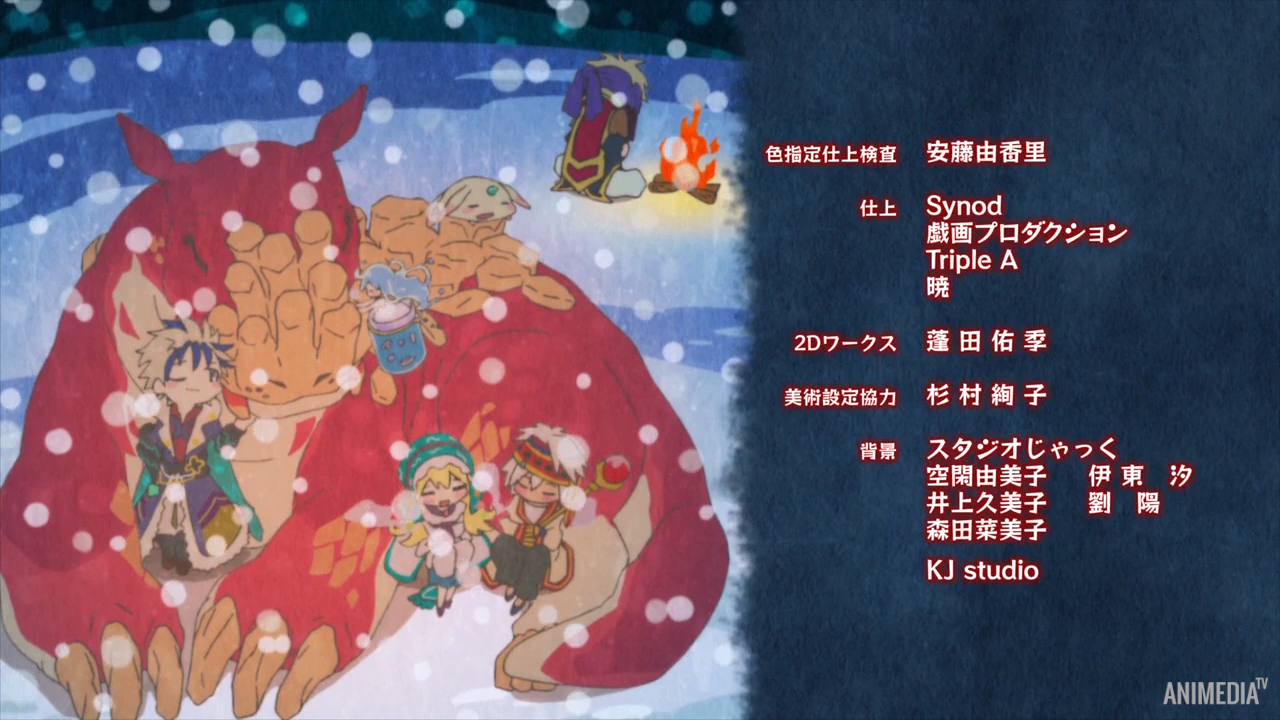 色指定仕上検査 安藤由香里
仕上 Synod
戯画プロダクション
Triple A
暁
2Dワークス 蓬田佑季
美術設定協力 杉村絢子
背景 スタジオじゃっく
空閑由美子 伊東 汐
井上久美子 劉 陽
森田菜美子
KJ studio
ANIMEDIA TV